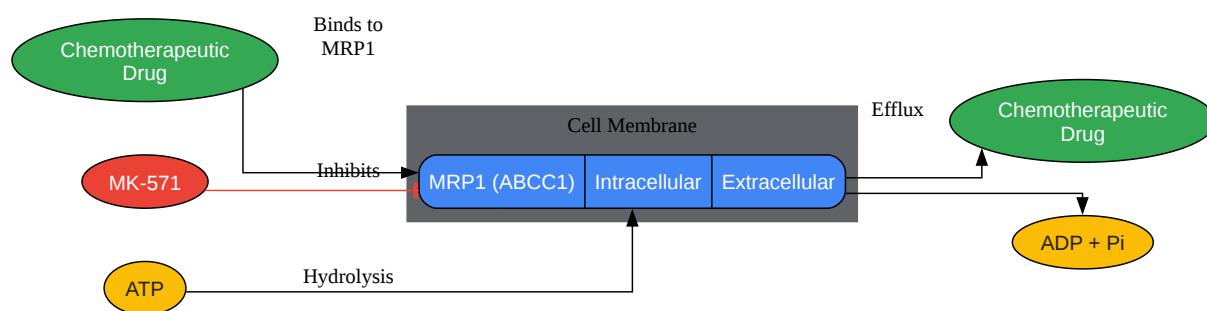 Binds to
MRP1
Chemotherapeutic
Drug
Efflux
Chemotherapeutic
Drug
Cell Membrane
Inhibits
MK-571
MRP1 (ABCC1)
Intracellular
Extracellular
ADP + Pi
Hydrolysis
ATP